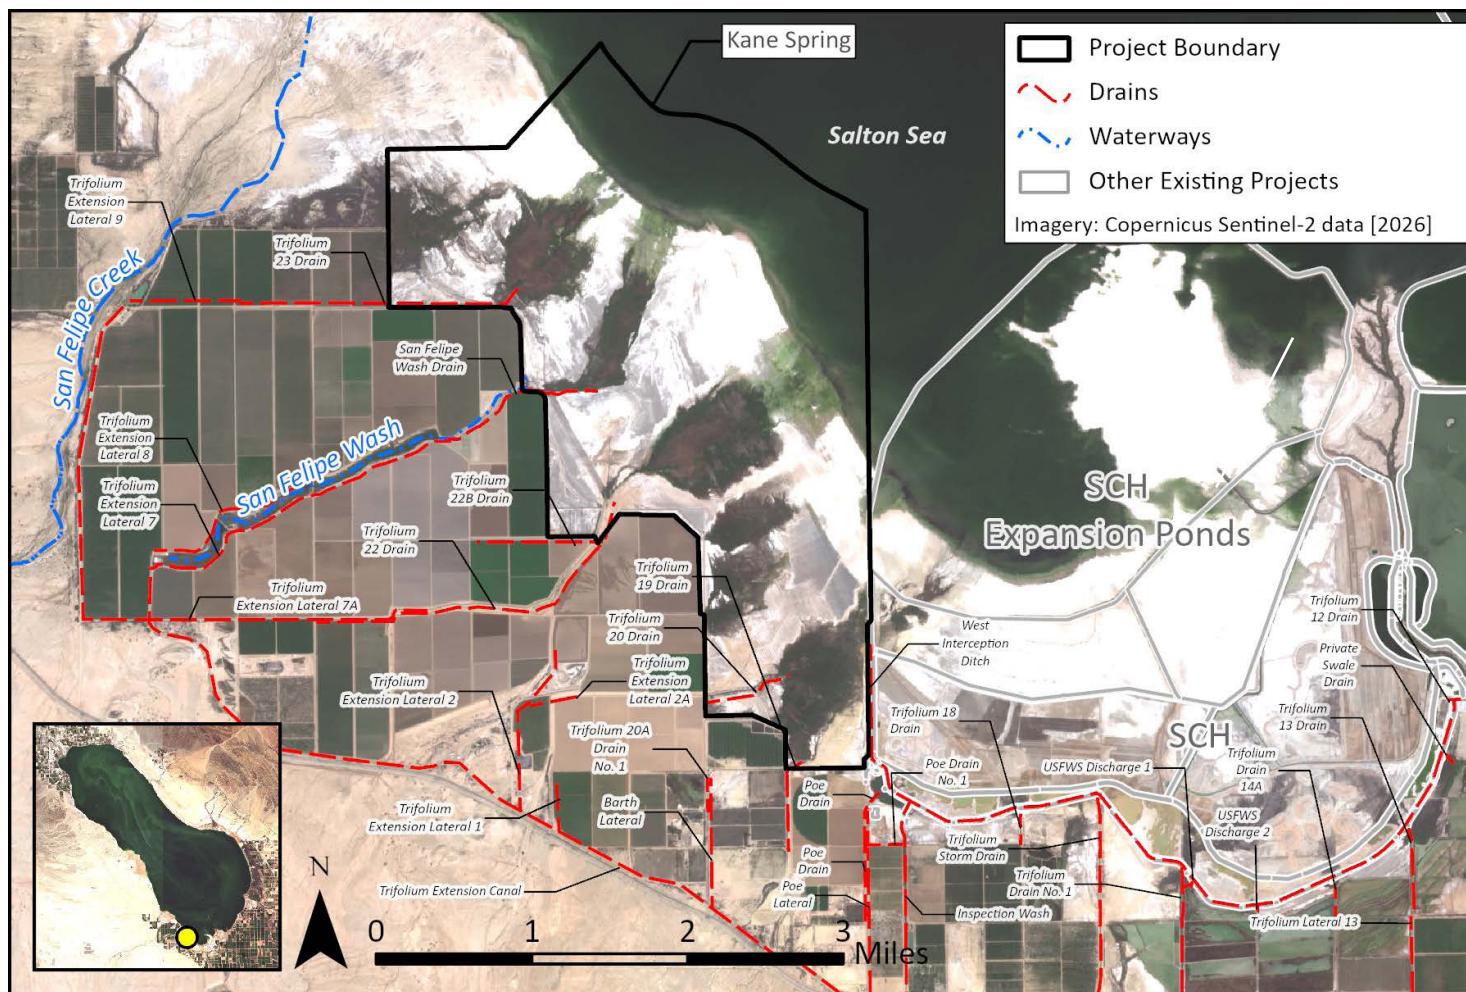 Kane Spring
Salton Sea
Project Boundary
Drains
Waterways
Other Existing Projects
Imagery: Copernicus Sentinel-2 data [2026]
Trifolium
Extension
Lateral 9
Trifolium
23 Drain
San Felipe Creek
San Felipe
Wash Drain
Trifolium
Extension
Lateral 8
San Felipe Wash
Trifolium
Extension
Lateral 7
Trifolium
22B Drain
Trifolium
22 Drain
SCH
Expansion Ponds
Trifolium
19 Drain
Trifolium
Extension Lateral 7A
Trifolium
20 Drain
West
Interception
Ditch
Trifolium
12 Drain
Private
Swale
Drain
Trifolium
Extension Lateral 2
Trifolium
Extension
Lateral 2A
Trifolium 18
Drain
Trifolium
13 Drain
SCH
Trifolium 20A
Drain
No. 1
Poe Drain
No. 1
USFWS Discharge 1
Trifolium
Drain
14A
Trifolium
Extension Lateral 1
Barth
Lateral
Poe
Drain
USFWS
Discharge 2
Trifolium
Storm Drain
Poe
Drain
Trifolium
Drain No. 1
Trifolium Extension Canal
Poe
Lateral
Inspection Wash
Trifolium Lateral 13
N
0 1 2 3
Miles